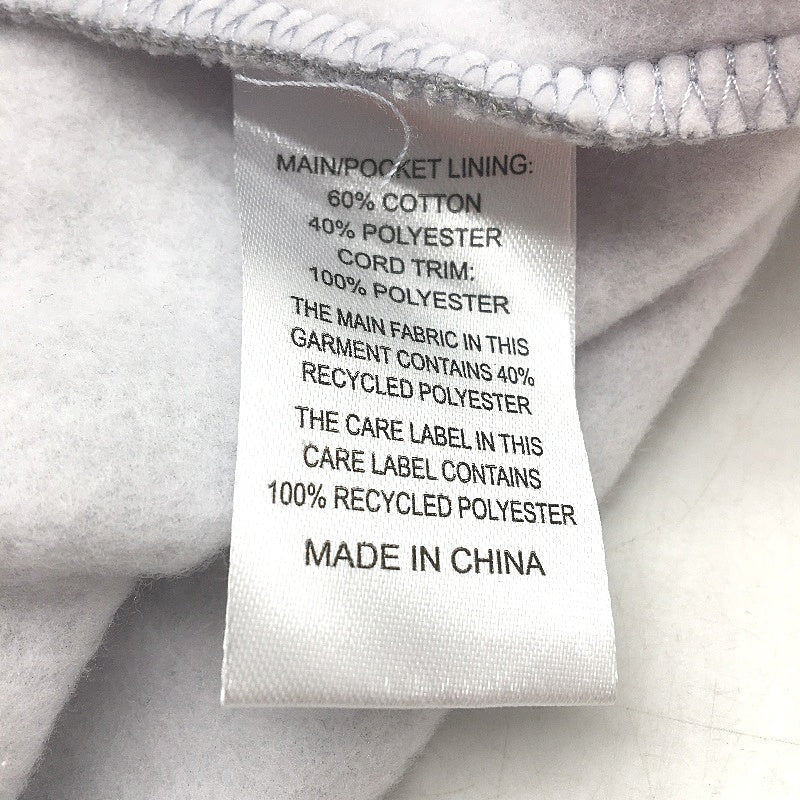 MAIN/POCKET LINING:
60% COTTON
40% POLYESTER
CORD TRIM:
100% POLYESTER
THE MAIN FABRIC IN THIS
GARMENT CONTAINS 40%
RECYCLED POLYESTER
THE CARE LABEL IN THIS
CARE LABEL CONTAINS
100% RECYCLED POLYESTER
MADE IN CHINA